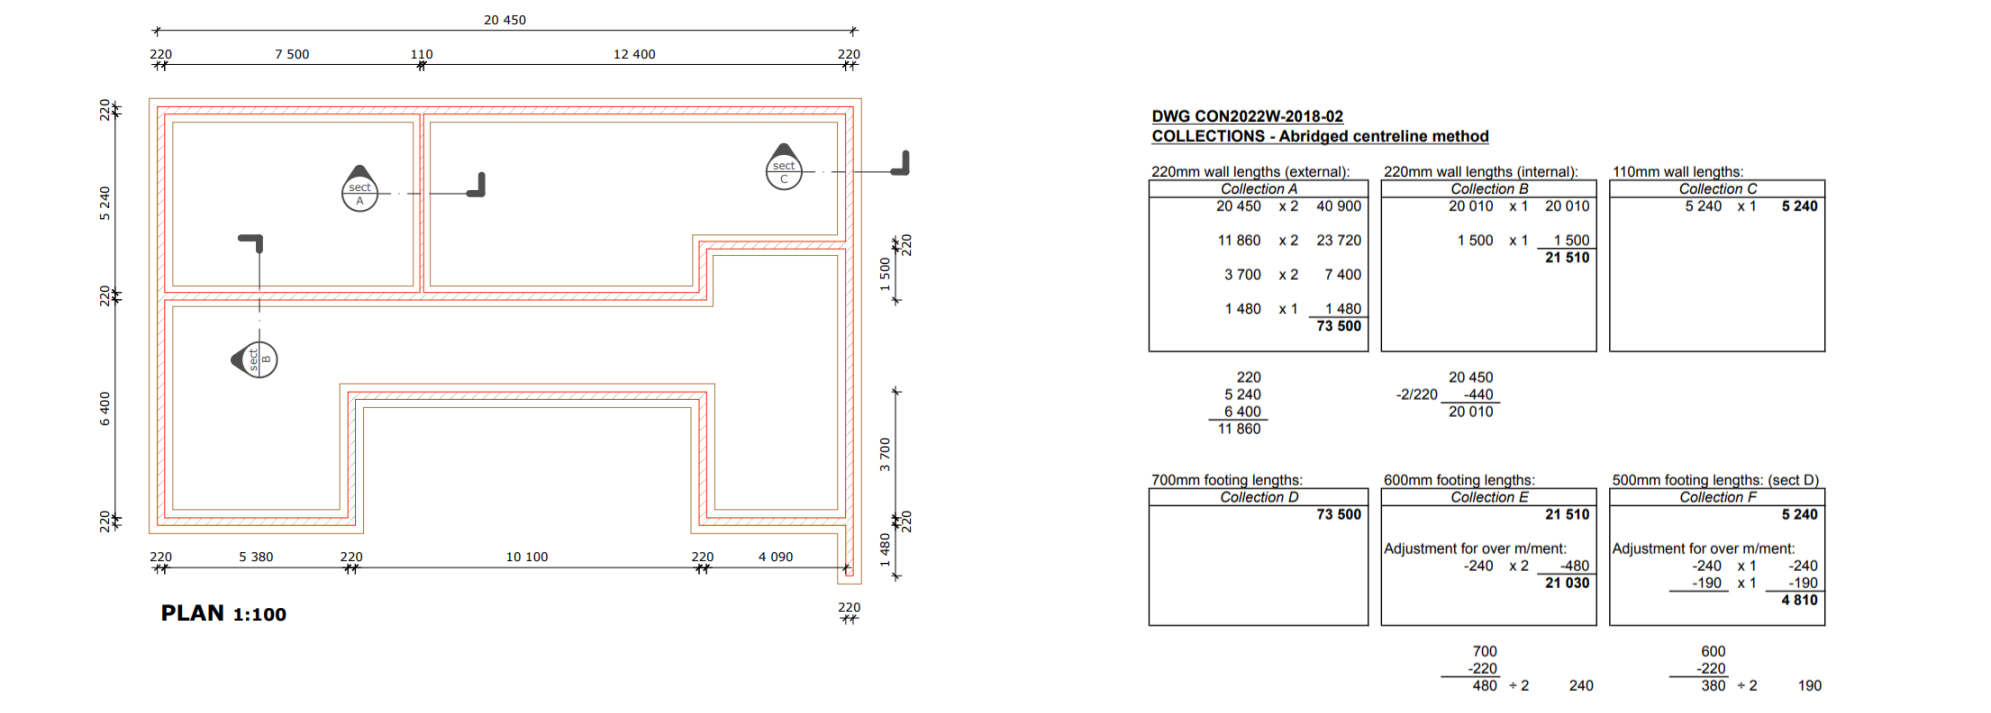 20 450
220 7 500 110 12 400 220
220
5 240
220
6 400
220
sect
A
sect
C
sect
B
220
1 500
3 700
220
1 480
220 5 380 220 10 100 220 4 090
220
PLAN 1:100
DWG CON2022W-2018-02
COLLECTIONS - Abridged centreline method
220mm wall lengths (external): 220mm wall lengths (internal): 110mm wall lengths:
Collection A Collection B Collection C
20 450 x 2 40 900 20 010 x 1 20 010 5 240 x 1 5 240
11 860 x 2 23 720 1 500 x 1 1 500
21 510
3 700 x 2 7 400
1 480 x 1 1 480
73 500
220 20 450
5 240 -2/220 -440
6 400 20 010
11 860
700mm footing lengths: 600mm footing lengths: 500mm footing lengths: (sect D)
Collection D Collection E Collection F
73 500 21 510 5 240
Adjustment for over m/ment: Adjustment for over m/ment:
-240 x 2 -480 -240 x 1 -240
21 030 -190 x 1 -190
4 810
700 600
-220 -220
480 ÷ 2 240 380 ÷ 2 190